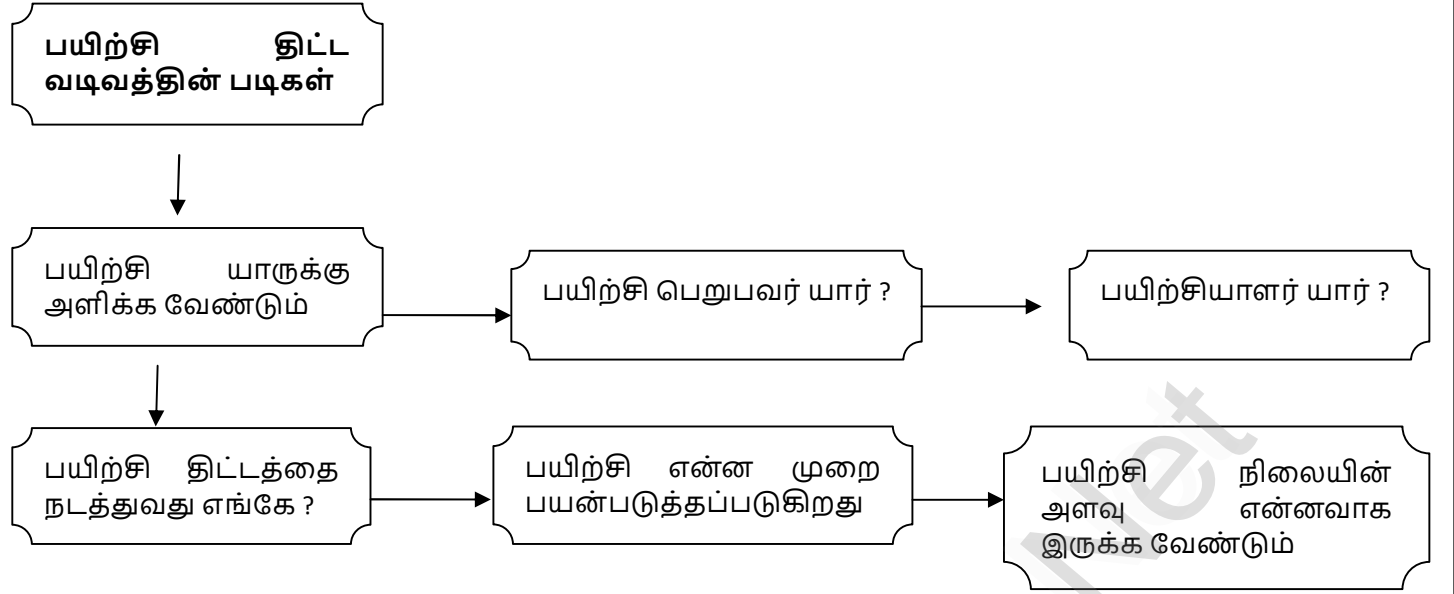 பயிற்சி திட்ட
வடிவத்தின் படிகள்
பயிற்சி யாருக்கு
அளிக்க வேண்டும்
பயிற்சி பெறுபவர் யார் ?
பயிற்சியாளர் யார் ?
பயிற்சி திட்டத்தை
நடத்துவது எங்கே ?
பயிற்சி என்ன முறை
பயன்படுத்தப்படுகிறது
பயிற்சி நிலையின்
அளவு என்னவாக
இருக்க வேண்டும்
Net